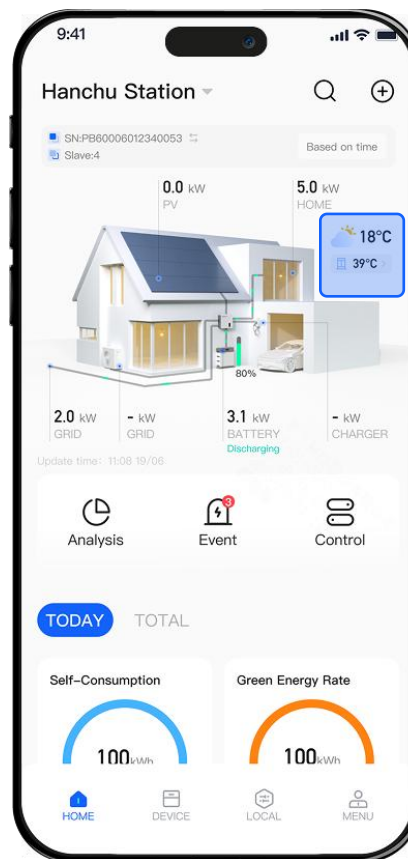 9:41
Hanchu Station
SN:PB60006012340053
Slave:4
Based on time
0.0 kW
PV
5.0 kW
HOME
18°C
39°C
80%
2.0 kW
GRID
- kW
GRID
3.1 kW
BATTERY
Discharging
- kW
CHARGER
Update time: 11:08 19/06
Analysis
3
Event
Control
TODAY
TOTAL
Self-Consumption
Green Energy Rate
100kWh
100kWh
HOME
DEVICE
LOCAL
MENU